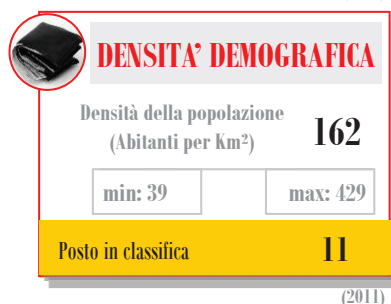 DENSITA' DEMOGRAFICA
Densità della popolazione
(Abitanti per Km²)
162
min: 39
max: 429
Posto in classifica
11
(2011)